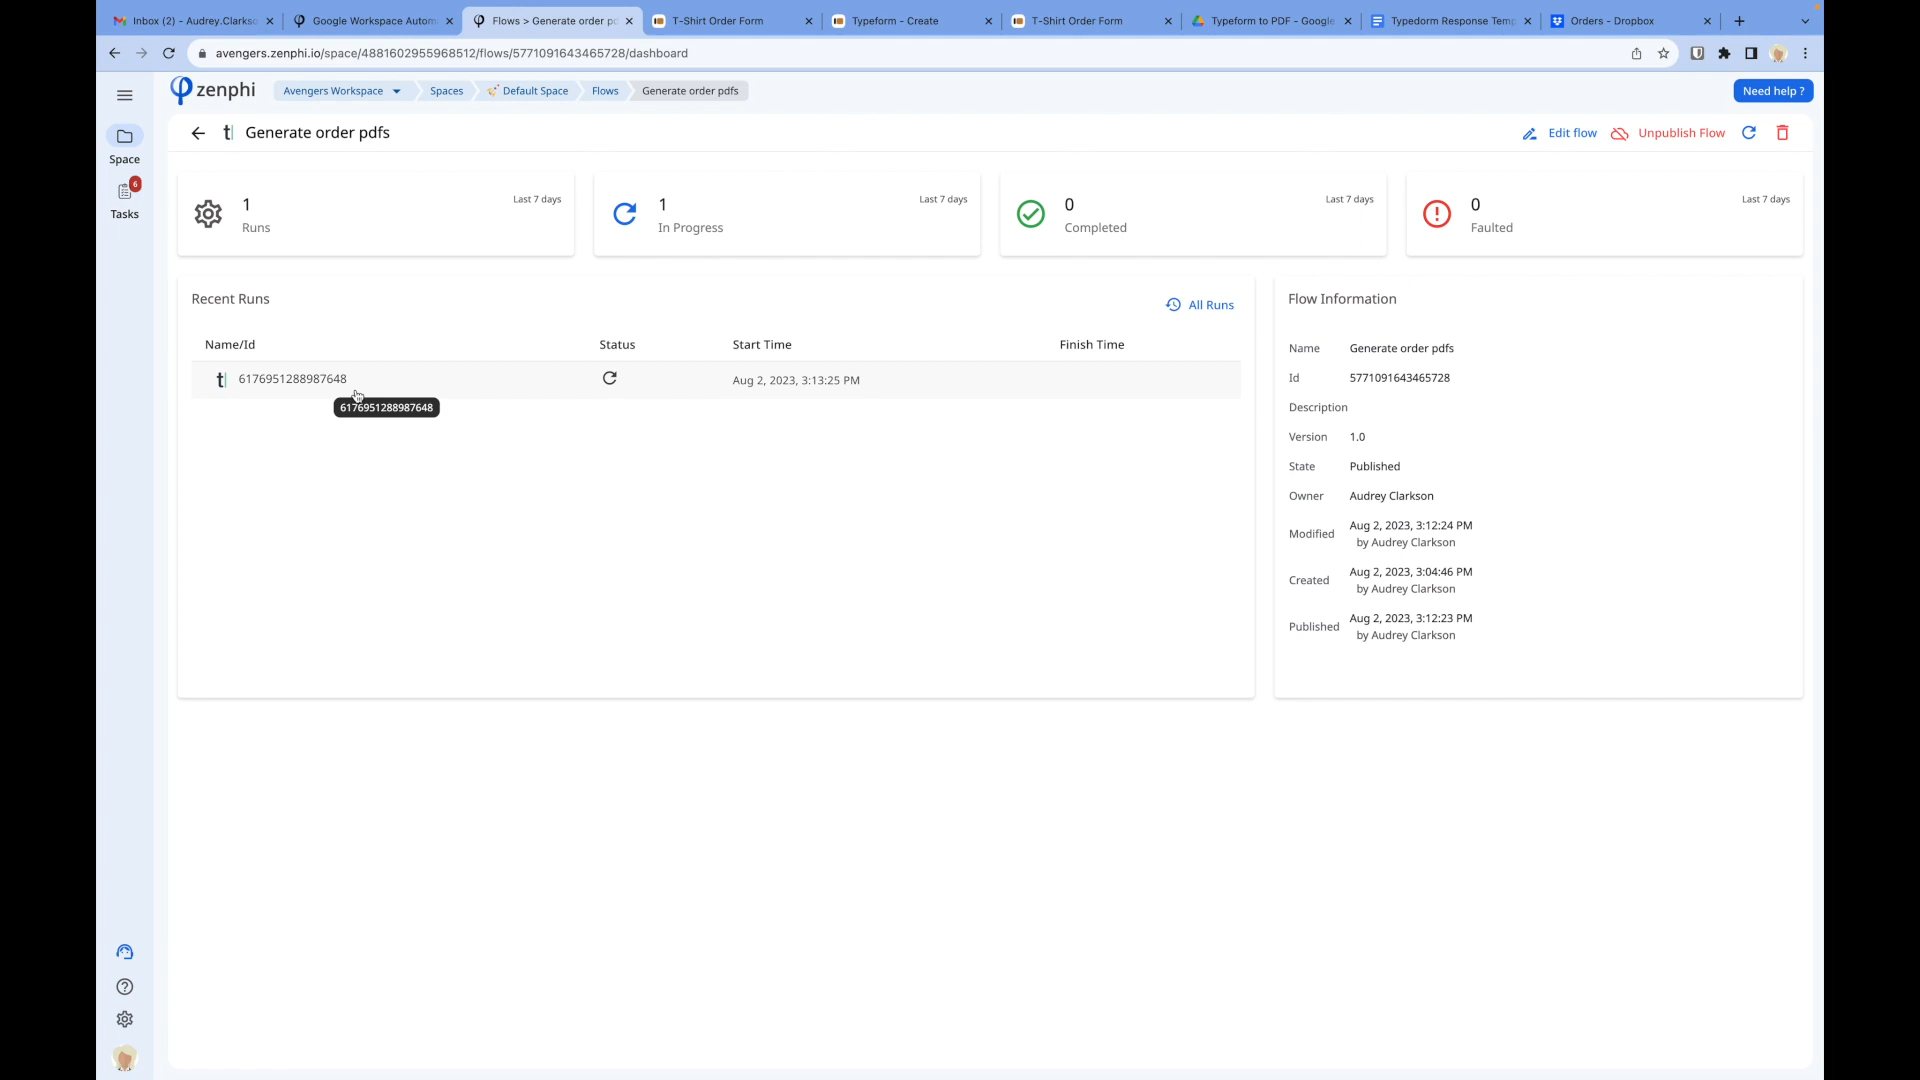 Inbox (2) - Audrey.Clarkso
Google Workspace Autom
Flows > Generate order pd
T-Shirt Order Form
Typeform - Create
T-Shirt Order Form
Typeform to PDF - Google
Typedorm Response Temp
Orders - Dropbox
avengers.zenphi.io/space/4881602955968512/flows/5771091643465728/dashboard
zenphi
Avengers Workspace
Spaces
Default Space
Flows
Generate order pdfs
Need help ?
Space
6
Tasks
t Generate order pdfs
Edit flow
Unpublish Flow
1
Runs
Last 7 days
1
In Progress
Last 7 days
0
Completed
Last 7 days
0
Faulted
Last 7 days
Recent Runs
All Runs
Name/Id
Status
Start Time
Finish Time
t 6176951288987648
Aug 2, 2023, 3:13:25 PM
6176951288987648
Flow Information
Name Generate order pdfs
Id 5771091643465728
Description
Version 1.0
State Published
Owner Audrey Clarkson
Modified Aug 2, 2023, 3:12:24 PM
by Audrey Clarkson
Created Aug 2, 2023, 3:04:46 PM
by Audrey Clarkson
Published Aug 2, 2023, 3:12:23 PM
by Audrey Clarkson